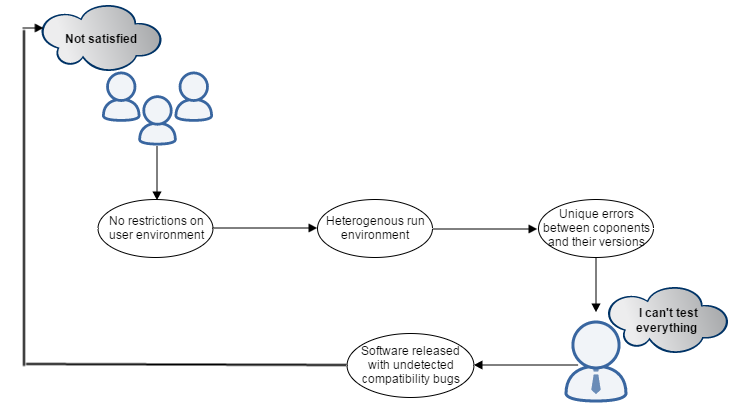 Not satisfied
No restrictions on
user environment
Heterogenous run
environment
Unique errors
between coponents
and their versions
I can't test
everything
Software released
with undetected
compatibility bugs